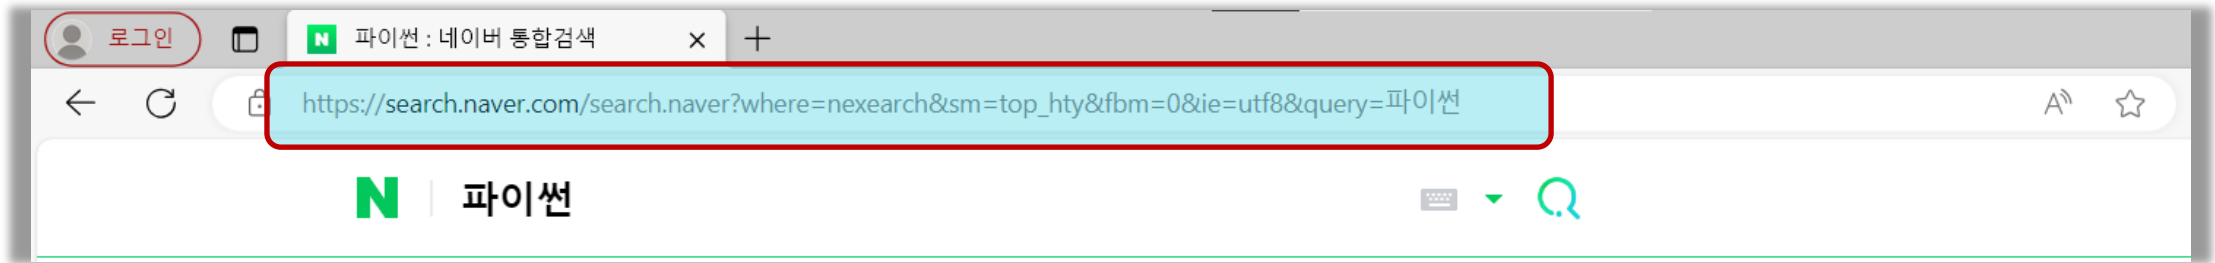 로그인 N 파이썬 : 네이버 통합검색
https://search.naver.com/search.naver?where=nexearch&sm=top_hty&fbm=0&ie=utf8&query=파이썬 A
N 파이썬